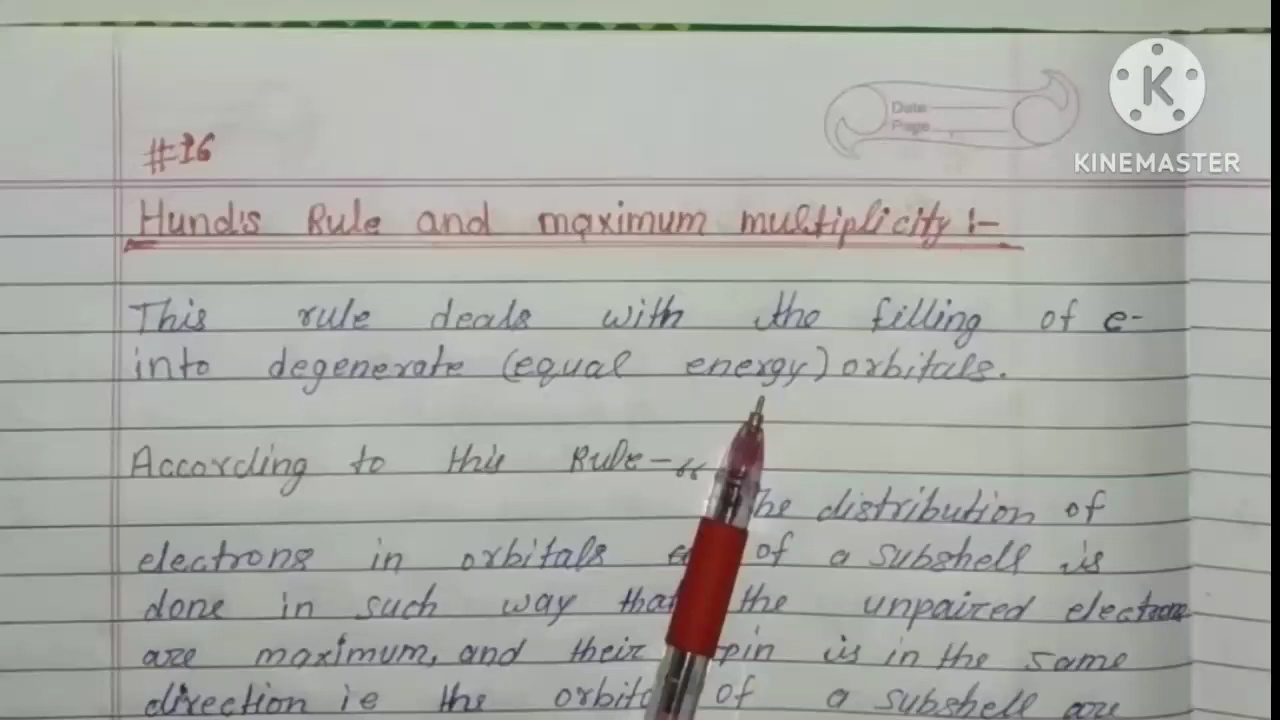 Date
Page
K
KINEMASTER
#16
Hund's Rule and maximum multiplicity :-
This rule deals with the filling of e-
into degenerate (equal energy) orbitals.
According to this Rule- "
The distribution of
electrons in orbitals of a subshell is
done in such way that the unpaired electrons
are maximum, and their spin is in the same
direction ie the orbita of a subshell are